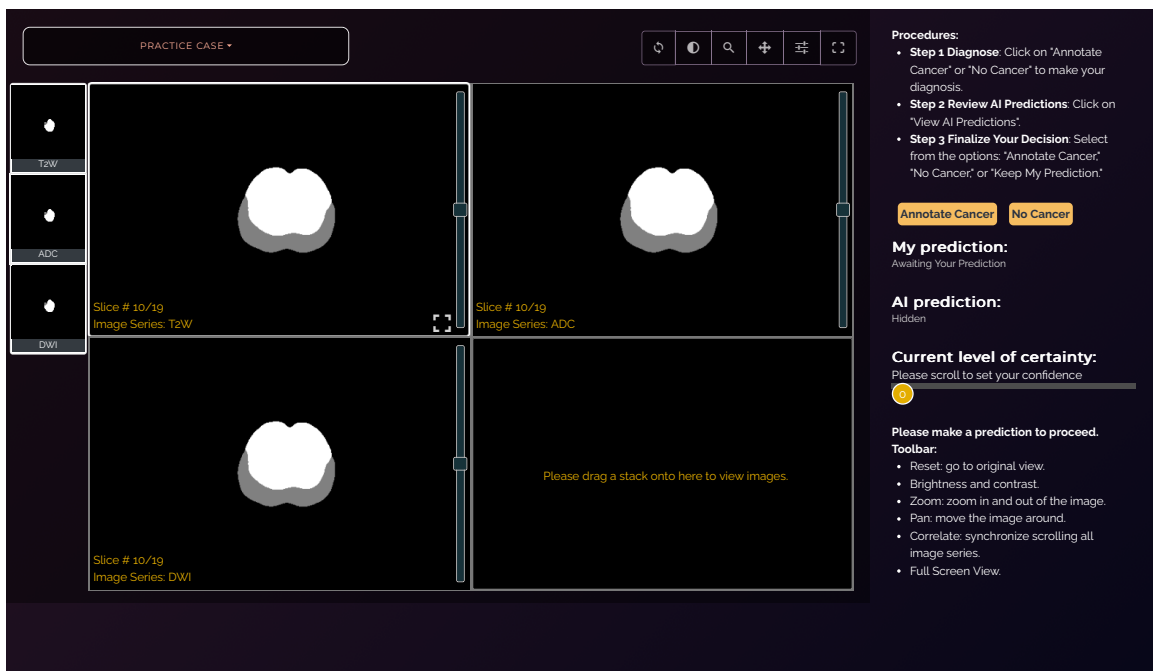 PRACTICE CASE
T2W
ADC
DWI
Slice # 10/19
Image Series: T2W
Slice # 10/19
Image Series: ADC
Slice # 10/19
Image Series: DWI
Please drag a stack onto here to view images.
Procedures:
• Step 1 Diagnose: Click on "Annotate
Cancer" or "No Cancer" to make your
diagnosis.
• Step 2 Review AI Predictions: Click on
"View AI Predictions".
• Step 3 Finalize Your Decision: Select
from the options: "Annotate Cancer,"
"No Cancer," or "Keep My Prediction."
Annotate Cancer
No Cancer
My prediction:
Awaiting Your Prediction
AI prediction:
Hidden
Current level of certainty:
Please scroll to set your confidence
0
Please make a prediction to proceed.
Toolbar:
• Reset: go to original view.
• Brightness and contrast.
• Zoom: zoom in and out of the image.
• Pan: move the image around.
• Correlate: synchronize scrolling all
image series.
• Full Screen View.